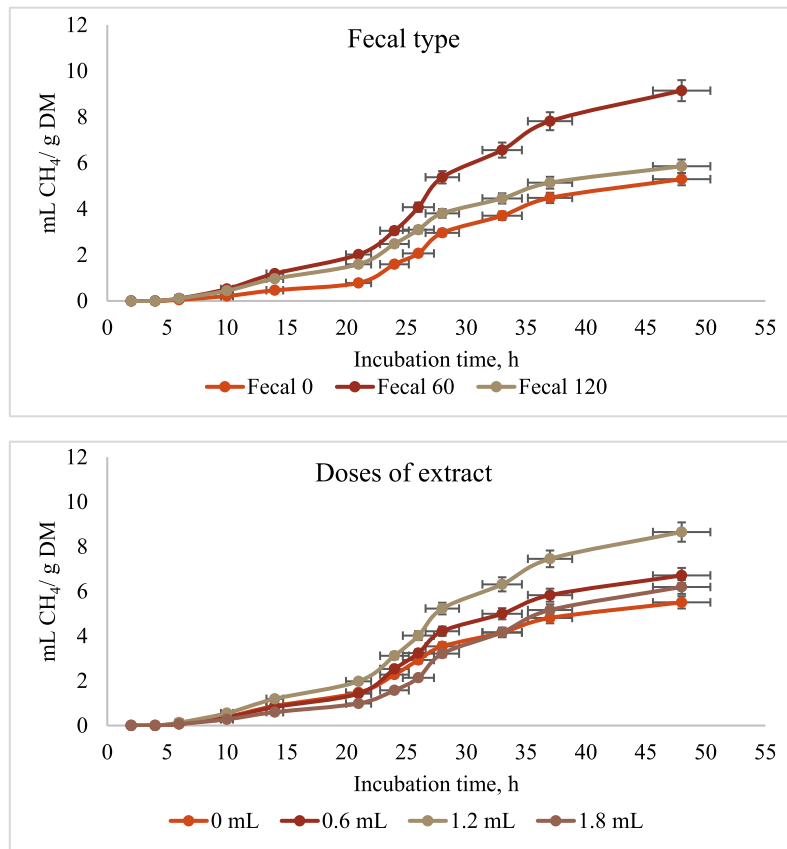 Fecal type
mL CH₄/ g DM
12
10
8
6
4
2
0
0 5 10 15 20 25 30 35 40 45 50 55
Incubation time, h
Fecal 0 Fecal 60 Fecal 120
Doses of extract
mL CH₄/ g DM
12
10
8
6
4
2
0
0 5 10 15 20 25 30 35 40 45 50 55
Incubation time, h
0 mL 0.6 mL 1.2 mL 1.8 mL